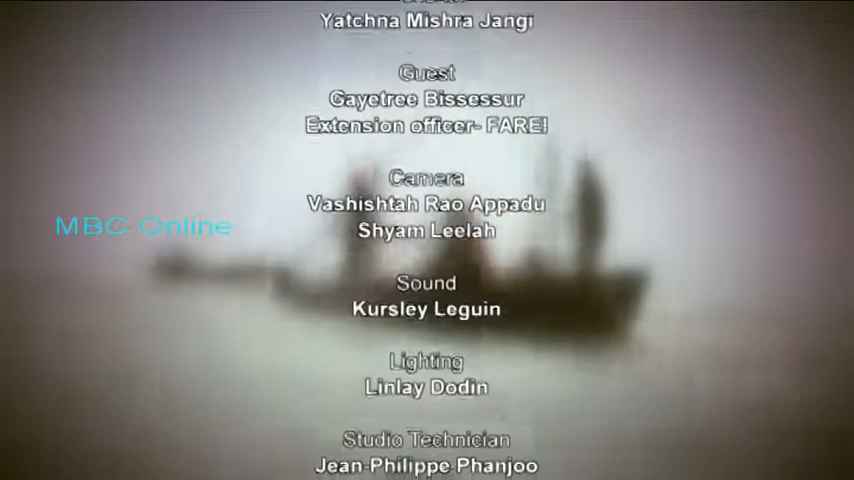 Yatchna Mishra Jangi
Guest
Gayetree Bissessur
Extension officer- FAREI
Camera
Vashishtah Rao Appadu
Shyam Leelah
MBC Online
Sound
Kursley Leguin
Lighting
Linlay Dodin
Studio Technician
Jean-Philippe Phanjoo